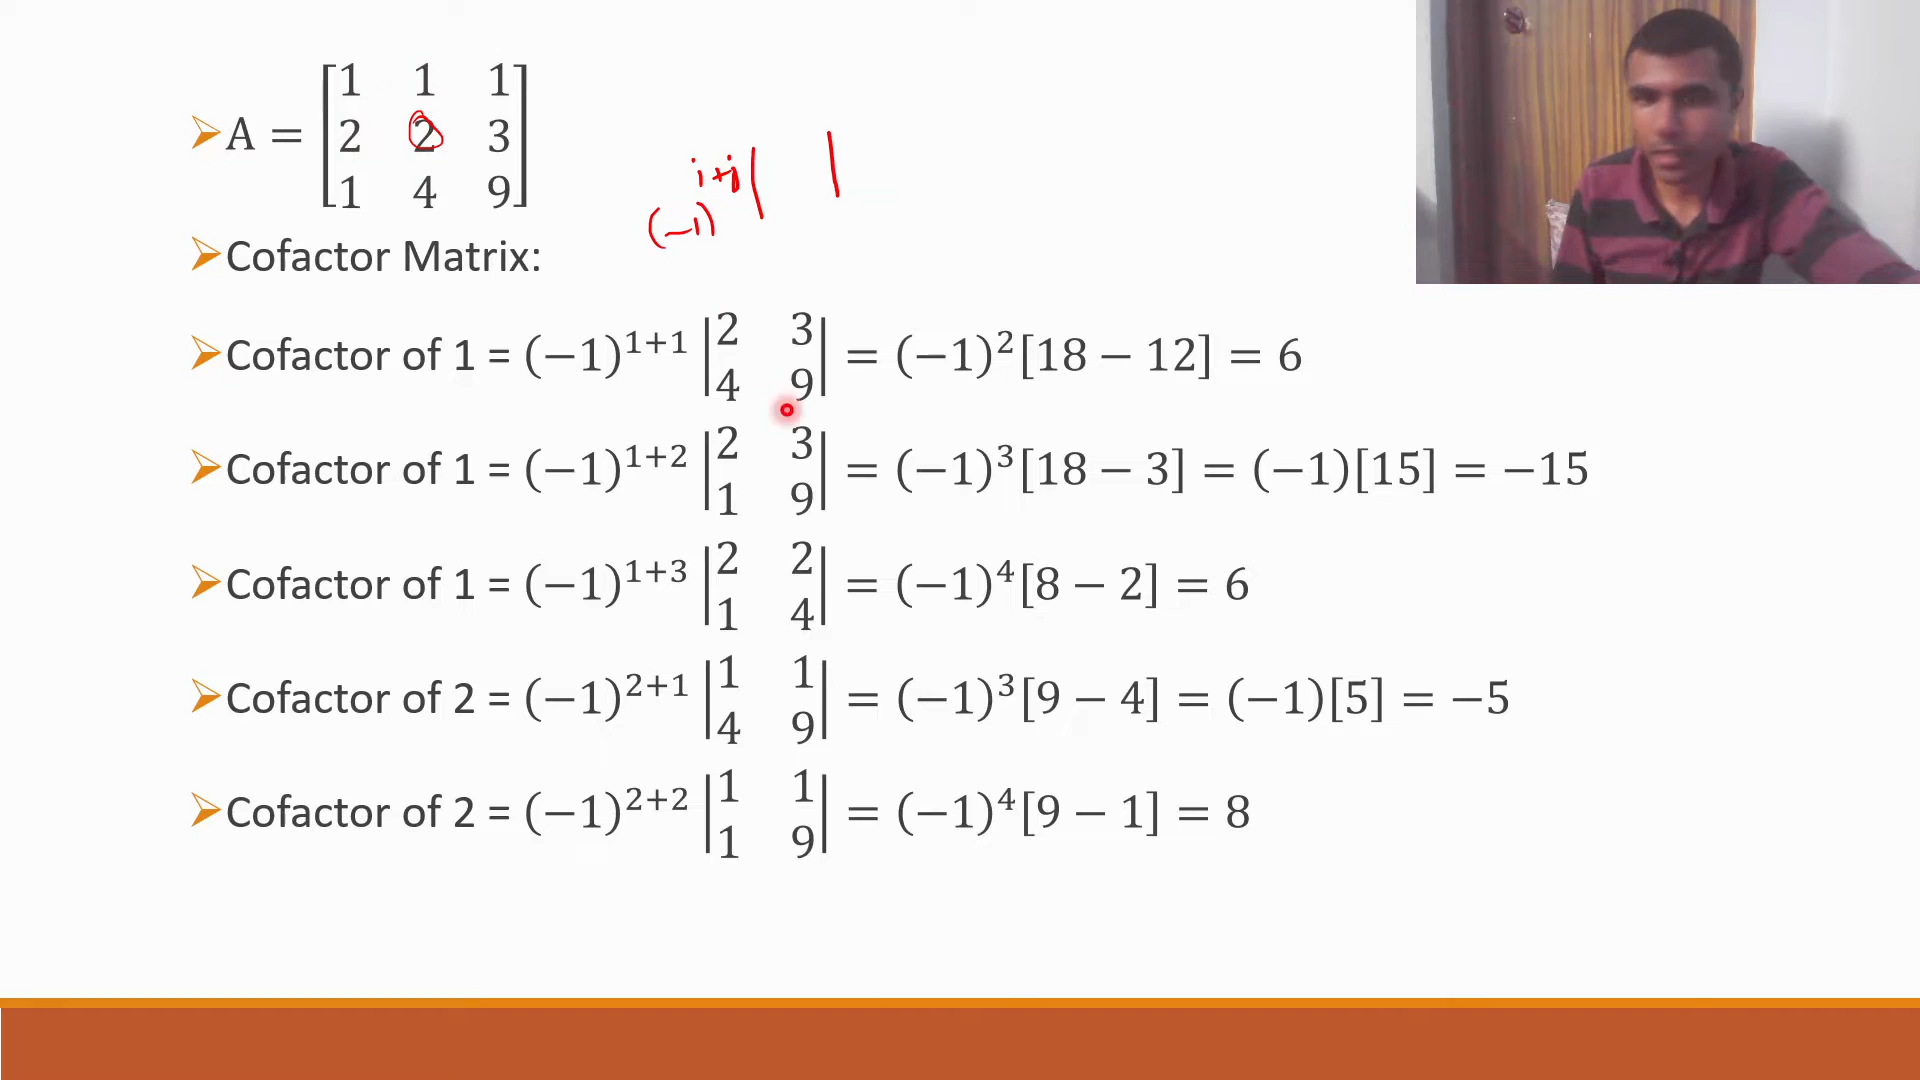 ➢A = [1 1 1
2 2 3
1 4 9]
(−1)^{i+j} |  |
➢Cofactor Matrix:
➢Cofactor of 1 = (−1)^{1+1} |2 3; 4 9| = (−1)^2[18 − 12] = 6
➢Cofactor of 1 = (−1)^{1+2} |2 3; 1 9| = (−1)^3[18 − 3] = (−1)[15] = −15
➢Cofactor of 1 = (−1)^{1+3} |2 2; 1 4| = (−1)^4[8 − 2] = 6
➢Cofactor of 2 = (−1)^{2+1} |1 1; 4 9| = (−1)^3[9 − 4] = (−1)[5] = −5
➢Cofactor of 2 = (−1)^{2+2} |1 1; 1 9| = (−1)^4[9 − 1] = 8